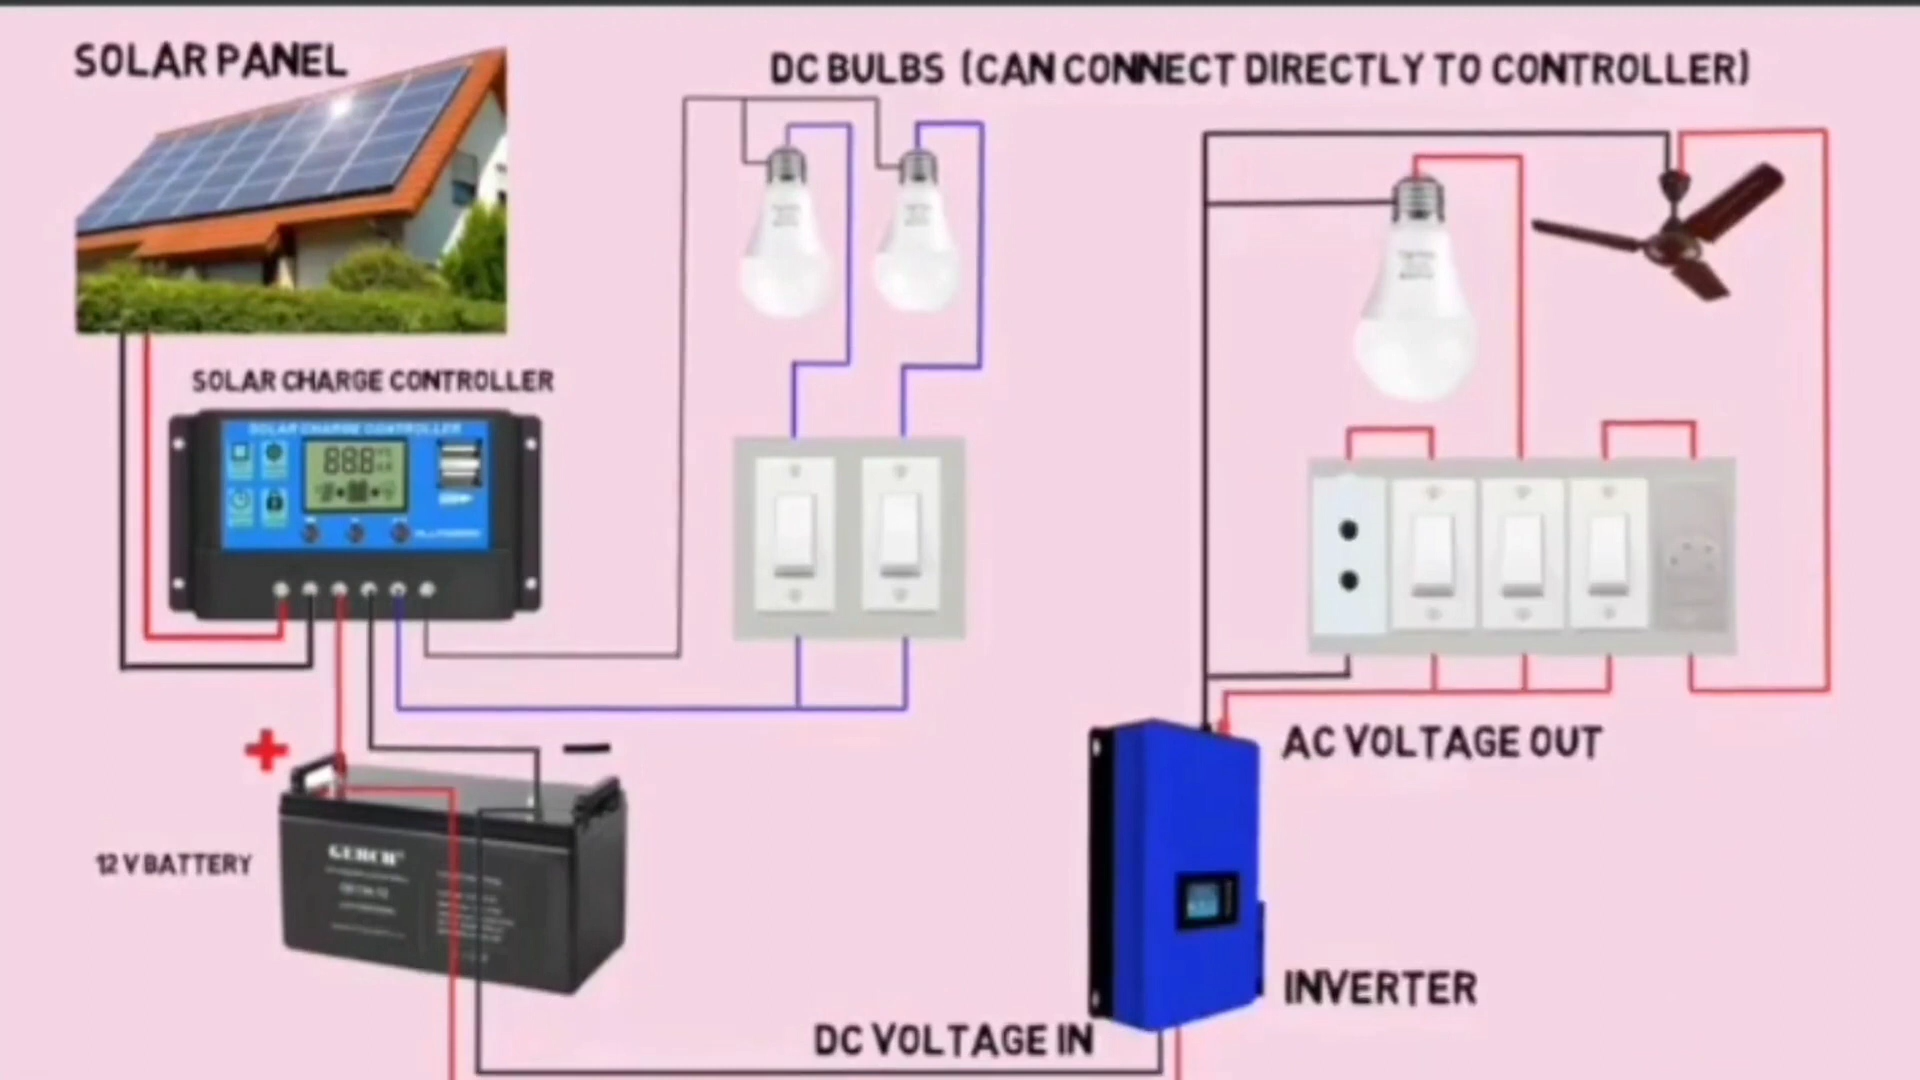 SOLAR PANEL
DC BULBS (CAN CONNECT DIRECTLY TO CONTROLLER)
SOLAR CHARGE CONTROLLER
SOLAR CHARGE CONTROLLER
888
+
−
12 V BATTERY
AC VOLTAGE OUT
INVERTER
DC VOLTAGE IN